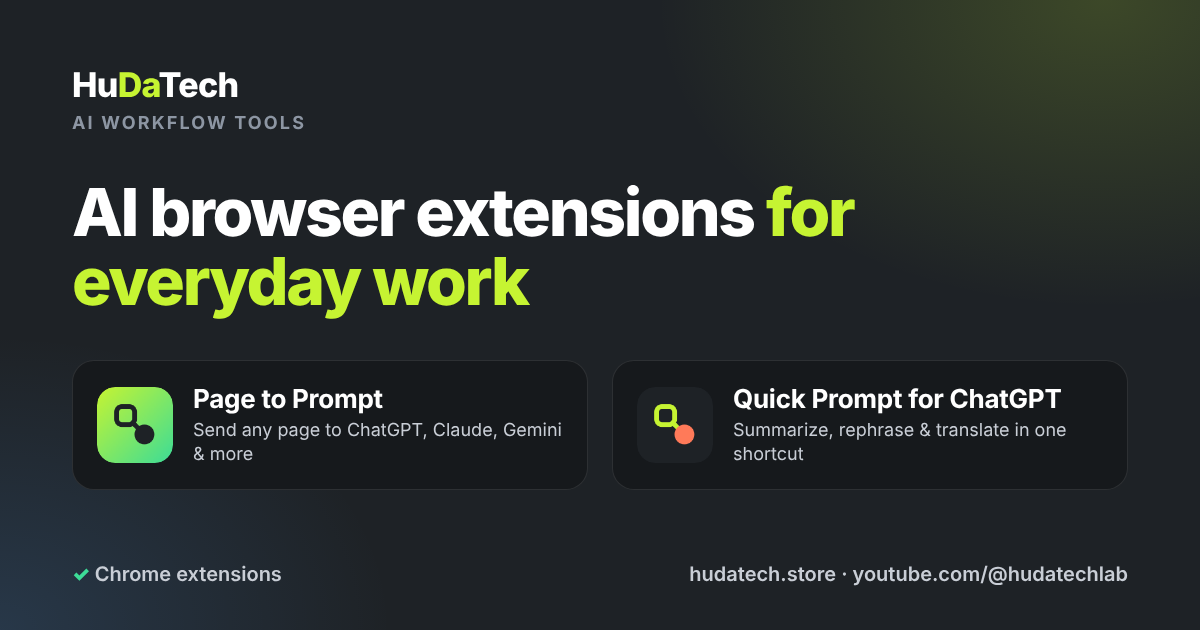 HuDaTech
AI WORKFLOW TOOLS
AI browser extensions for
everyday work
Page to Prompt
Send any page to ChatGPT, Claude, Gemini
& more
Quick Prompt for ChatGPT
Summarize, rephrase & translate in one
shortcut
✓ Chrome extensions
hudatech.store · youtube.com/@hudatechlab